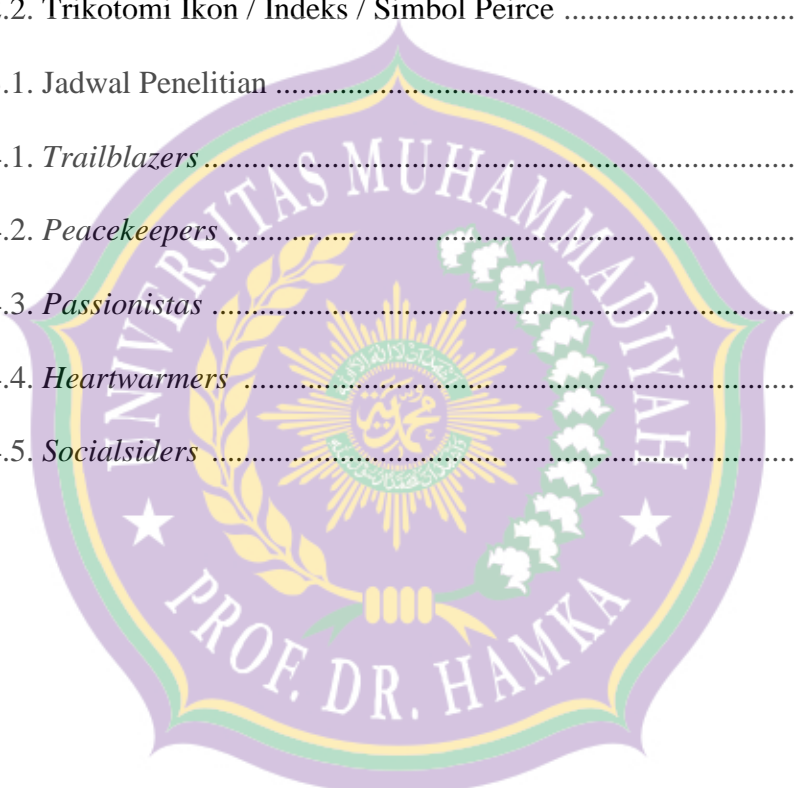 .2. Trikotomi Ikon / Indeks / Simbol Peirce ........................
.1. Jadwal Penelitian ........................
.1. Trailblazers ........................
.2. Peacekeepers ........................
.3. Passionistas ........................
.4. Heartwarmers ........................
.5. Socialsiders ........................
UNIVERSITAS MUHAMMADIYAH
PROF. DR. HAMKA